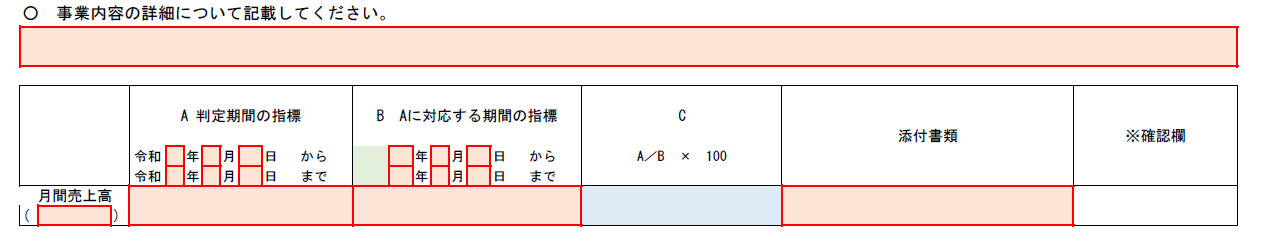 〇　事業内容の詳細について記載してください。
A 判定期間の指標
令和 年 月 日 から
令和 年 月 日 まで
B Aに対応する期間の指標
年 月 日 から
年 月 日 まで
C
A／B × 100
添付書類
※確認欄
月間売上高
( )